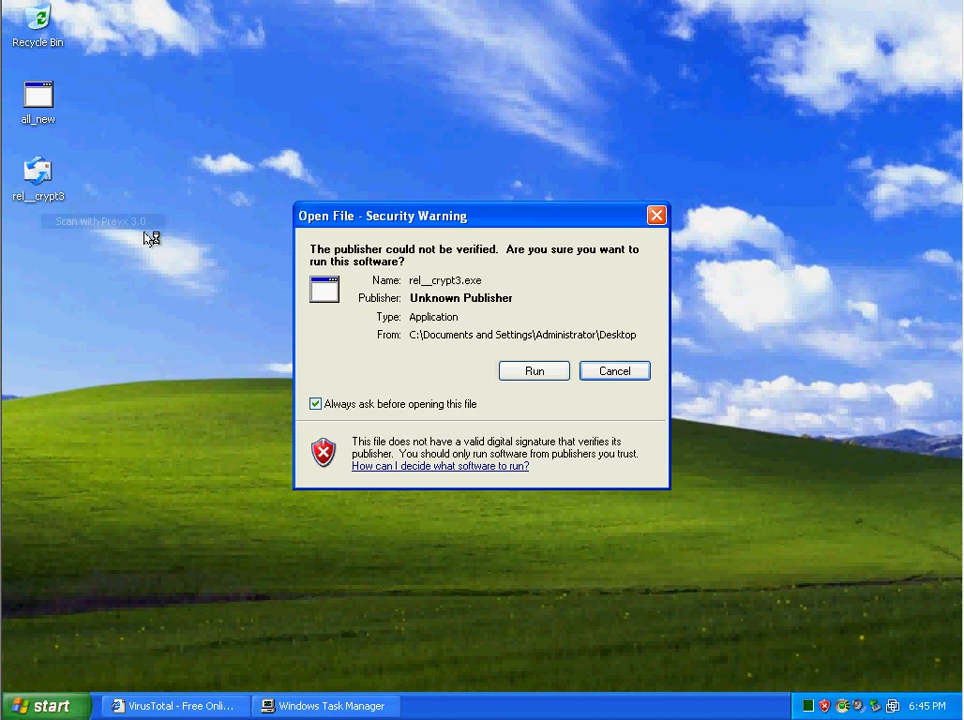 Recycle Bin
all_new
rel__crypt3
Scan with Prevx 3.0
Open File - Security Warning
The publisher could not be verified.  Are you sure you want to
run this software?
Name: rel__crypt3.exe
Publisher: Unknown Publisher
Type: Application
From: C:\Documents and Settings\Administrator\Desktop
Run
Cancel
Always ask before opening this file
This file does not have a valid digital signature that verifies its
publisher.  You should only run software from publishers you trust.
How can I decide what software to run?
start
VirusTotal - Free Onli...
Windows Task Manager
6:45 PM